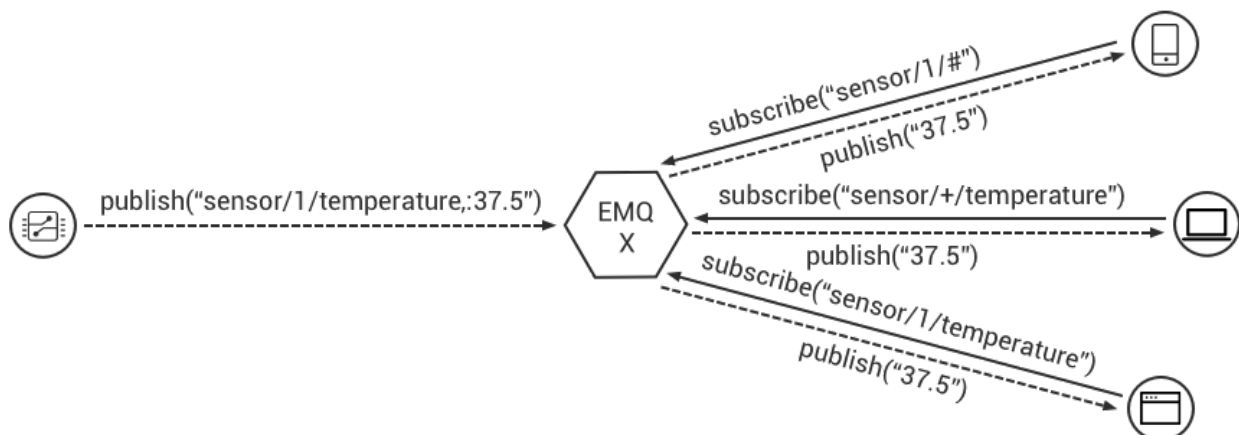 subscribe(“sensor/1/#”)
publish(“37.5”)
publish(“sensor/1/temperature,:37.5”)
EMQ
X
subscribe(“sensor/+/temperature”)
publish(“37.5”)
subscribe(“sensor/1/temperature”)
publish(“37.5”)